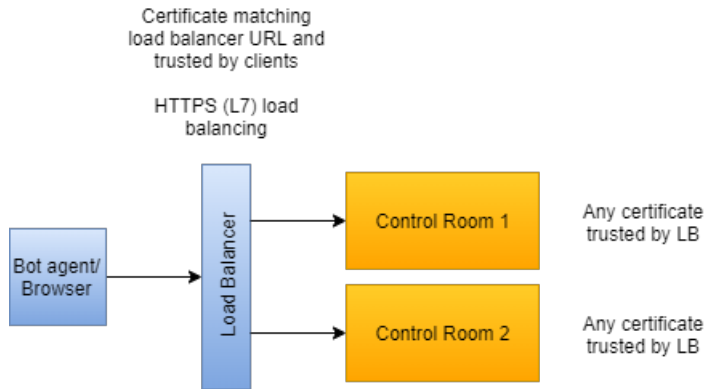 Certificate matching
load balancer URL and
trusted by clients
HTTPS (L7) load
balancing
Bot agent/
Browser
Load Balancer
Control Room 1
Any certificate
trusted by LB
Control Room 2
Any certificate
trusted by LB